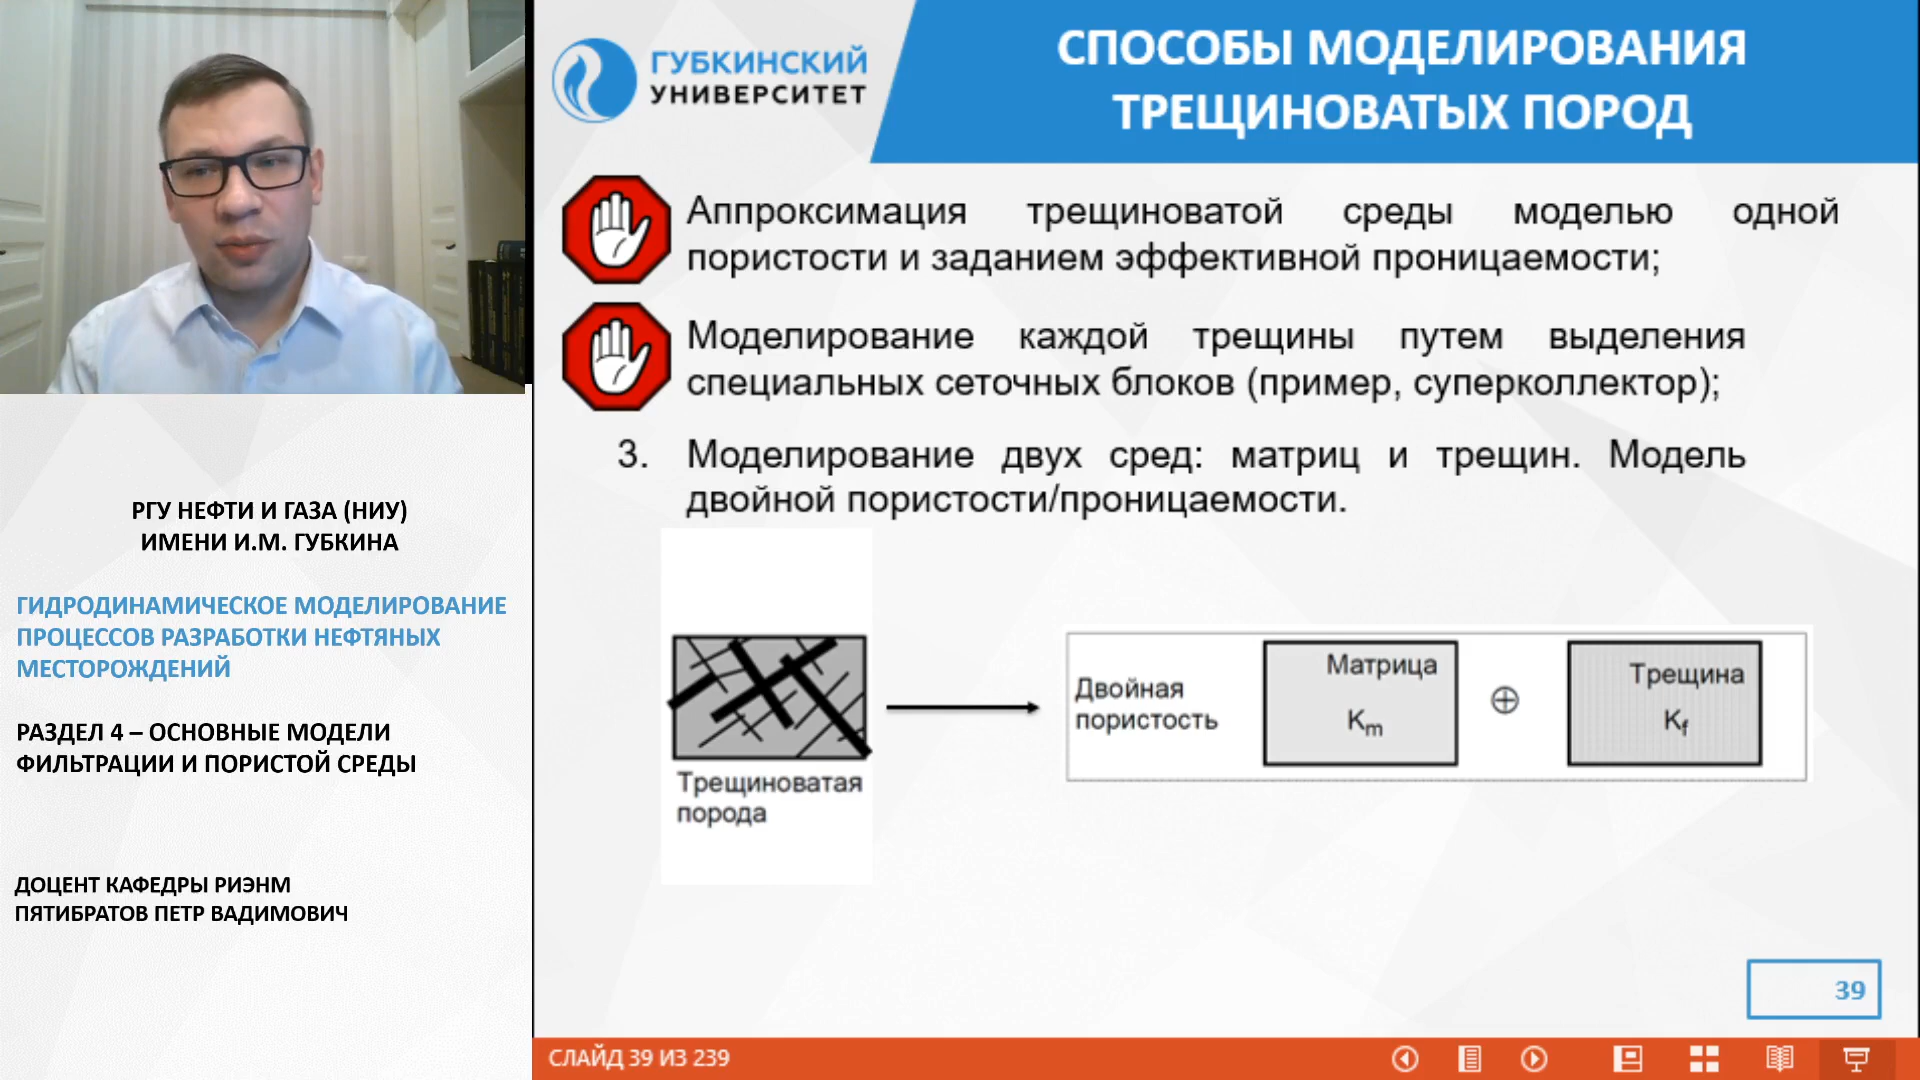 РГУ НЕФТИ И ГАЗА (НИУ)
ИМЕНИ И.М. ГУБКИНА
ГИДРОДИНАМИЧЕСКОЕ МОДЕЛИРОВАНИЕ
ПРОЦЕССОВ РАЗРАБОТКИ НЕФТЯНЫХ
МЕСТОРОЖДЕНИЙ
РАЗДЕЛ 4 – ОСНОВНЫЕ МОДЕЛИ
ФИЛЬТРАЦИИ И ПОРИСТОЙ СРЕДЫ
ДОЦЕНТ КАФЕДРЫ РИЭНМ
ПЯТИБРАТОВ ПЕТР ВАДИМОВИЧ
ГУБКИНСКИЙ
УНИВЕРСИТЕТ
СПОСОБЫ МОДЕЛИРОВАНИЯ
ТРЕЩИНОВАТЫХ ПОРОД
Аппроксимация трещиноватой среды моделью одной
пористости и заданием эффективной проницаемости;
Моделирование каждой трещины путем выделения
специальных сеточных блоков (пример, суперколлектор);
3. Моделирование двух сред: матриц и трещин. Модель
двойной пористости/проницаемости.
Трещиноватая
порода
Двойная
пористость
Матрица
Km
⊕
Трещина
Kf
39
СЛАЙД 39 ИЗ 239